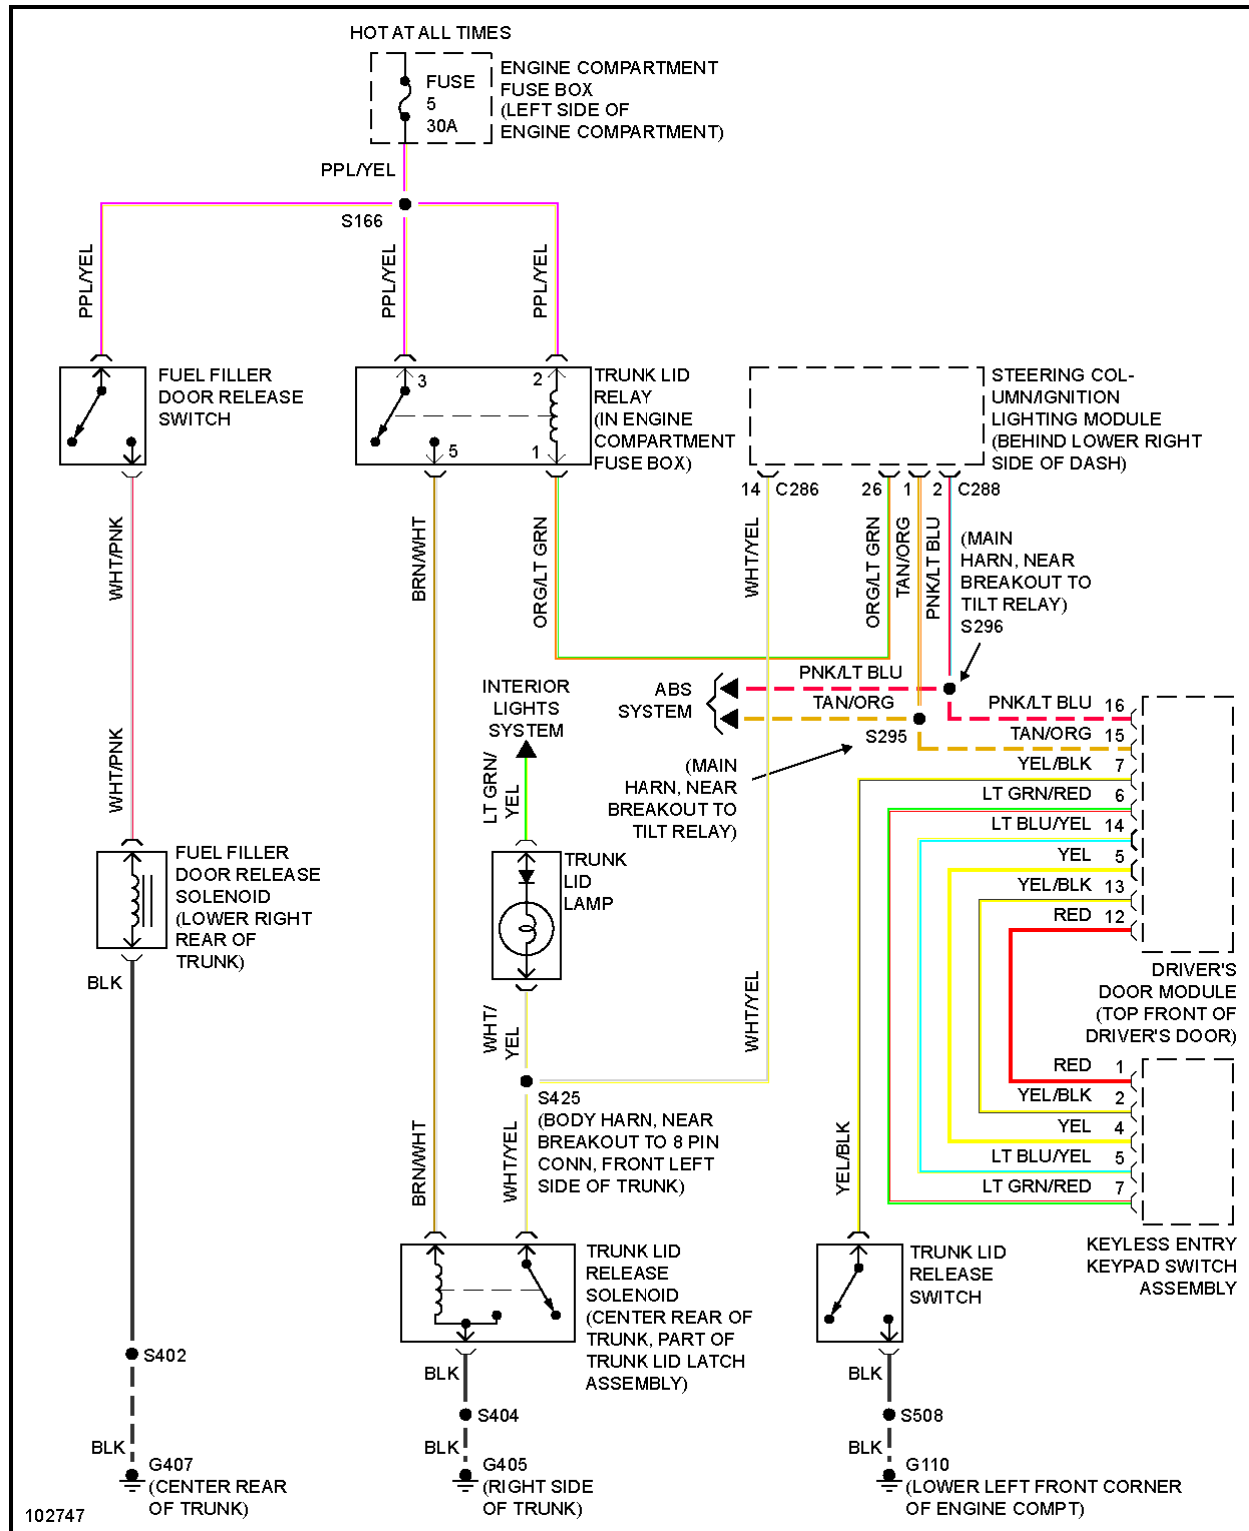 HOT AT ALL TIMES
FUSE
5
30A
ENGINE COMPARTMENT
FUSE BOX
(LEFT SIDE OF
ENGINE COMPARTMENT)
PPL/YEL
S166
PPL/YEL
PPL/YEL
PPL/YEL
FUEL FILLER
DOOR RELEASE
SWITCH
3
2
5
1
TRUNK LID
RELAY
(IN ENGINE
COMPARTMENT
FUSE BOX)
STEERING COL-
UMN/IGNITION
LIGHTING MODULE
(BEHIND LOWER RIGHT
SIDE OF DASH)
14
C286
26
1
2
C288
WHT/PNK
BRN/WHT
ORG/LT GRN
WHT/YEL
ORG/LT GRN
TAN/ORG
PNK/LT BLU
(MAIN
HARN, NEAR
BREAKOUT TO
TILT RELAY)
S296
INTERIOR
LIGHTS
SYSTEM
ABS
SYSTEM
PNK/LT BLU
TAN/ORG
S295
(MAIN
HARN, NEAR
BREAKOUT TO
TILT RELAY)
PNK/LT BLU 16
TAN/ORG 15
YEL/BLK 7
LT GRN/RED 6
LT BLU/YEL 14
YEL 5
YEL/BLK 13
RED 12
DRIVER'S
DOOR MODULE
(TOP FRONT OF
DRIVER'S DOOR)
WHT/PNK
LT GRN/
YEL
FUEL FILLER
DOOR RELEASE
SOLENOID
(LOWER RIGHT
REAR OF
TRUNK)
TRUNK
LID
LAMP
BLK
WHT/
YEL
WHT/YEL
S425
(BODY HARN, NEAR
BREAKOUT TO 8 PIN
CONN, FRONT LEFT
SIDE OF TRUNK)
RED 1
YEL/BLK 2
YEL 4
LT BLU/YEL 5
LT GRN/RED 7
KEYLESS ENTRY
KEYPAD SWITCH
ASSEMBLY
BRN/WHT
WHT/YEL
YEL/BLK
TRUNK LID
RELEASE
SOLENOID
(CENTER REAR OF
TRUNK, PART OF
TRUNK LID LATCH
ASSEMBLY)
TRUNK LID
RELEASE
SWITCH
S402
BLK
S404
BLK
S508
BLK
G407
(CENTER REAR
OF TRUNK)
BLK
G405
(RIGHT SIDE
OF TRUNK)
BLK
G110
(LOWER LEFT FRONT CORNER
OF ENGINE COMPT)
102747